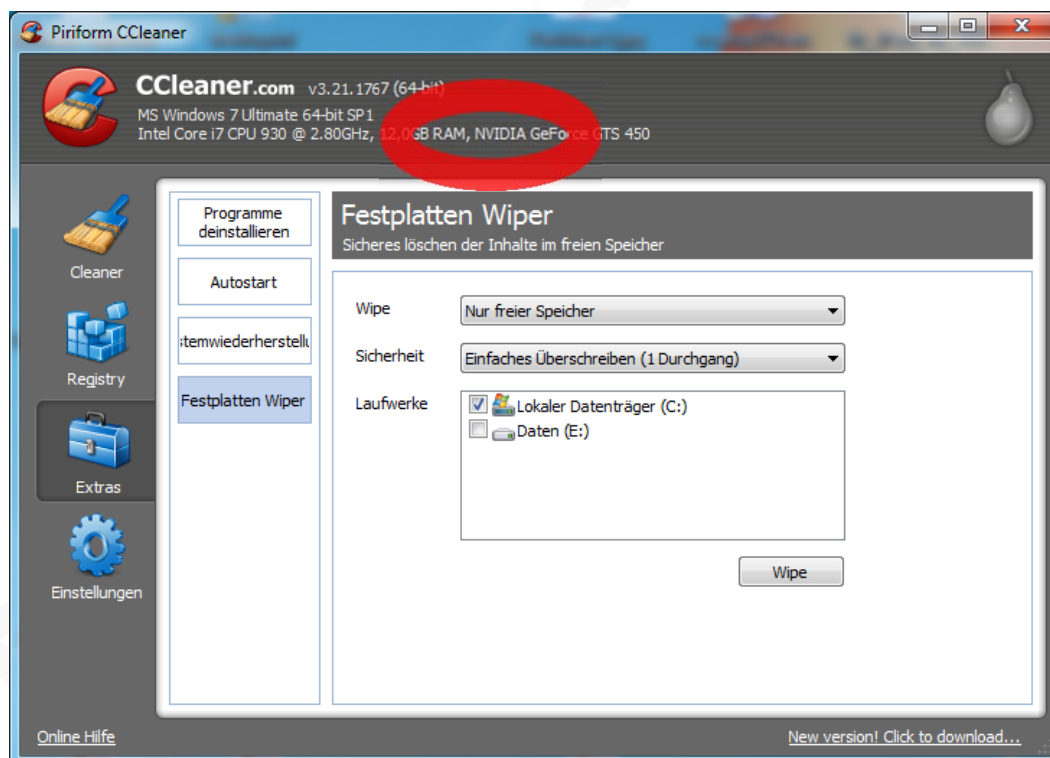 Piriform CCleaner
CCleaner.com v3.21.1767 (64-bit)
MS Windows 7 Ultimate 64-bit SP1
Intel Core i7 CPU 930 @ 2.80GHz, 12,0GB RAM, NVIDIA GeForce GTS 450
Cleaner
Registry
Extras
Einstellungen
Programme
deinstallieren
Autostart
stemwiederherstellu
Festplatten Wiper
Festplatten Wiper
Sicheres löschen der Inhalte im freien Speicher
Wipe
Nur freier Speicher
Sicherheit
Einfaches Überschreiben (1 Durchgang)
Laufwerke
Lokaler Datenträger (C:)
Daten (E:)
Wipe
Online Hilfe
New version! Click to download...